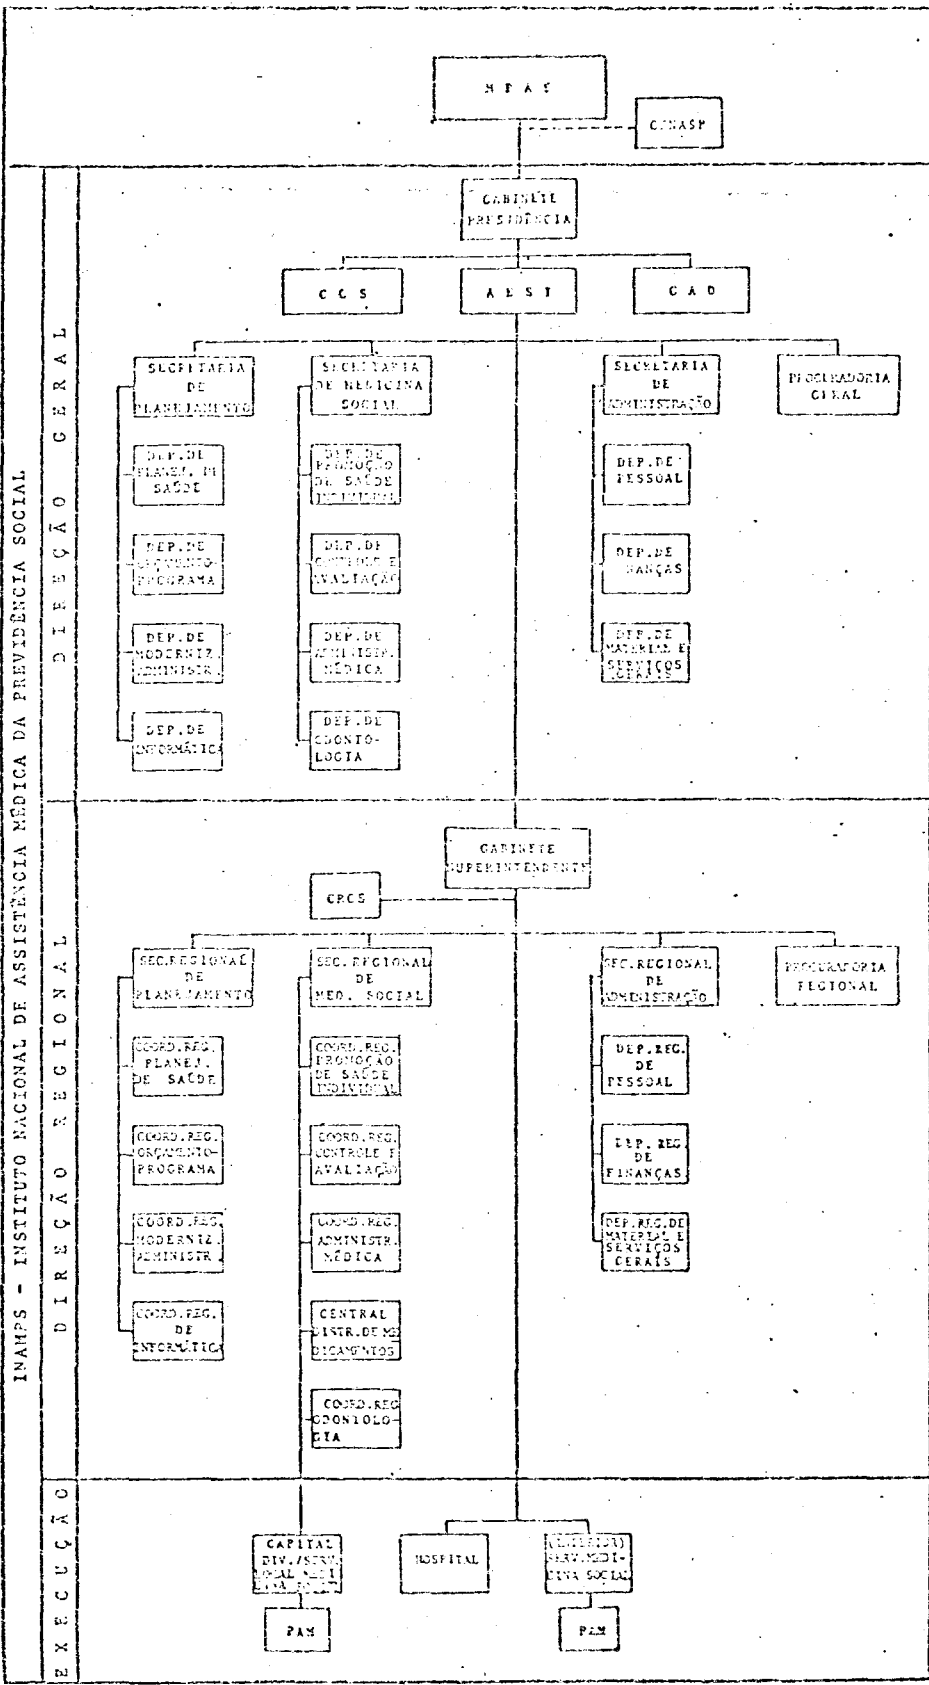 INAMPS - INSTITUTO NACIONAL DE ASSISTÊNCIA MÉDICA DA PREVIDÊNCIA SOCIAL
M P A S
CONASP
DIREÇÃO GERAL
GABINETE
PRESIDÊNCIA
C C S
A E S I
C A D
SECRETARIA
DE
PLANEJAMENTO
SECRETARIA
DE MEDICINA
SOCIAL
SECRETARIA
DE
ADMINISTRAÇÃO
PROCURADORIA
GERAL
DEP.DE
PLANEJ. DE
SAÚDE
DEP.DE
PROMOÇÃO
DE SAÚDE
INDIVIDUAL
DEP.DE
PESSOAL
DEP.DE
ORÇAMENTO-
PROGRAMA
DEP.DE
CONTROLE E
AVALIAÇÃO
DEP.DE
FINANÇAS
DEP.DE
MODERNIZ.
ADMINISTR.
DEP.DE
ADMINISTR.
MÉDICA
DEP.DE
MATERIAL E
SERVIÇOS
GERAIS
DEP.DE
INFORMÁTICA
DEP.DE
ODONTO-
LOGIA
DIREÇÃO REGIONAL
GABINETE
SUPERINTENDENTE
CRCS
SEC.REGIONAL
DE
PLANEJAMENTO
SEC.REGIONAL
DE
MED. SOCIAL
SEC.REGIONAL
DE
ADMINISTRAÇÃO
PROCURADORIA
REGIONAL
COORD.REG.
PLANEJ.
DE SAÚDE
COORD.REG.
PROMOÇÃO
DE SAÚDE
INDIVIDUAL
DEP.REG.
DE
PESSOAL
COORD.REG.
ORÇAMENTO-
PROGRAMA
COORD.REG.
CONTROLE E
AVALIAÇÃO
DEP. REG
DE
FINANÇAS
COORD.REG.
MODERNIZ.
ADMINISTR.
COORD.REG.
ADMINISTR.
MÉDICA
DEP.REG.DE
MATERIAL E
SERVIÇOS
GERAIS
COORD.REG.
DE
INFORMÁTICA
CENTRAL
DISTR.DE ME
DICAMENTOS
COORD.REG
ODONTOLO-
GIA
EXECUÇÃO
CAPITAL
DIV./SERV.
LOCAL MEDI
HOSPITAL
(INTERIOR)
SERV.MEDI-
CINA SOCIAL
PAM
PAM